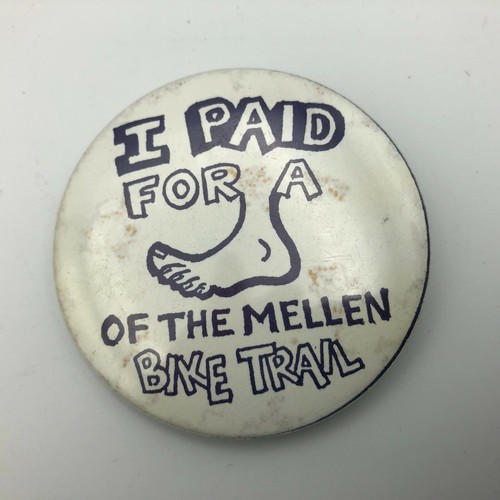 I PAID
FOR A
OF THE MELLEN
BIKE TRAIL